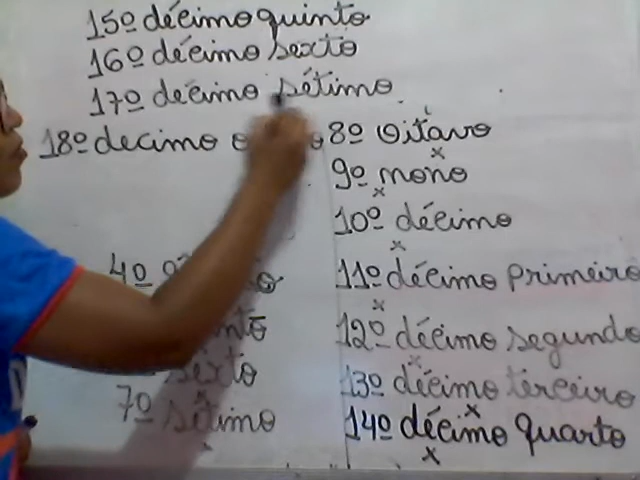 15º décimo quinto
16º décimo sexto
17º décimo sétimo
18º decimo
4º
sexto
7º sétimo
8º oitavo
9º nono
10º décimo
11º décimo primeiro
12º décimo segundo
13º décimo terceiro
14º décimo quarto